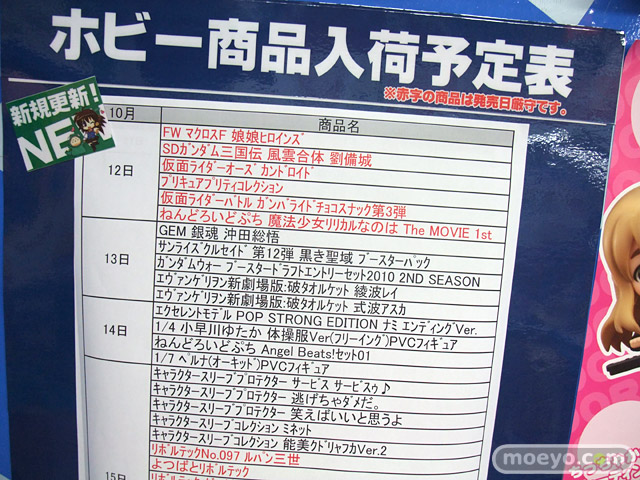 ホビー商品入荷予定表
※赤字の商品は発売日厳守です。
新規更新！
NE
10月 商品名
FW マクロスF 娘娘ﾋﾛｲﾝｽﾞ
SDガンダム三国伝 風雲合体 劉備城
12日 仮面ライダーオーズ ｶﾝﾄﾞﾛｲﾄﾞ
ﾌﾟﾘｷｭｱﾌﾟﾘﾃｨｺﾚｸｼｮﾝ
仮面ライダーバトル ガンバライドチョコスナック第3弾
ねんどろいどぷち 魔法少女リリカルなのは The MOVIE 1st
GEM 銀魂 沖田総悟
サンライズクルセイド 第12弾 黒き聖域 ブースターパック
13日 ガンダムウォー ブースタードラフトエントリーセット2010 2ND SEASON
エヴァンゲリヲン新劇場版:破タオルケット 綾波レイ
エヴァンゲリヲン新劇場版:破タオルケット 式波アスカ
エクセレントモデル POP STRONG EDITION ナミ エンディングVer.
14日 1/4 小早川ゆたか 体操服Ver(フリーイング)PVCフィギュア
ねんどろいどぷち Angel Beats!セット01
1/7 ベルナ(オーキッド)PVCフィギュア
キャラクタースリーブプロテクター サービス サービスゥ♪
キャラクタースリーブプロテクター 逃げちゃダメだ。
キャラクタースリーブプロテクター 笑えばいいと思うよ
キャラクタースリーブコレクション ミネット
キャラクタースリーブコレクション 能美クドリャフカVer.2
リボルテックNo.097 ルパン三世
15日 よつばとリボルテック
moeyo.com